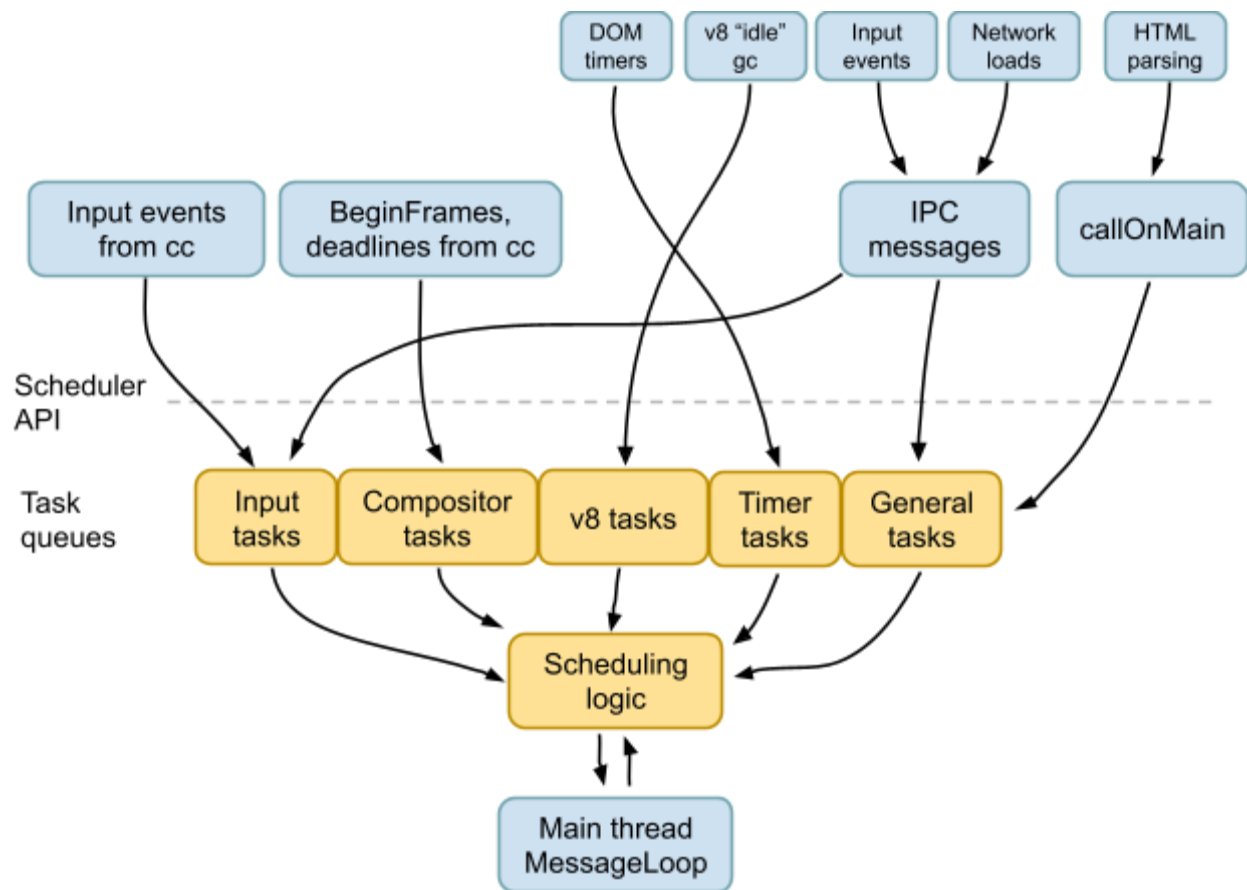 DOM
timers
v8 “idle”
gc
Input
events
Network
loads
HTML
parsing
Input events
from cc
BeginFrames,
deadlines from cc
IPC
messages
callOnMain
Scheduler
API
Task
queues
Input
tasks
Compositor
tasks
v8 tasks
Timer
tasks
General
tasks
Scheduling
logic
Main thread
MessageLoop